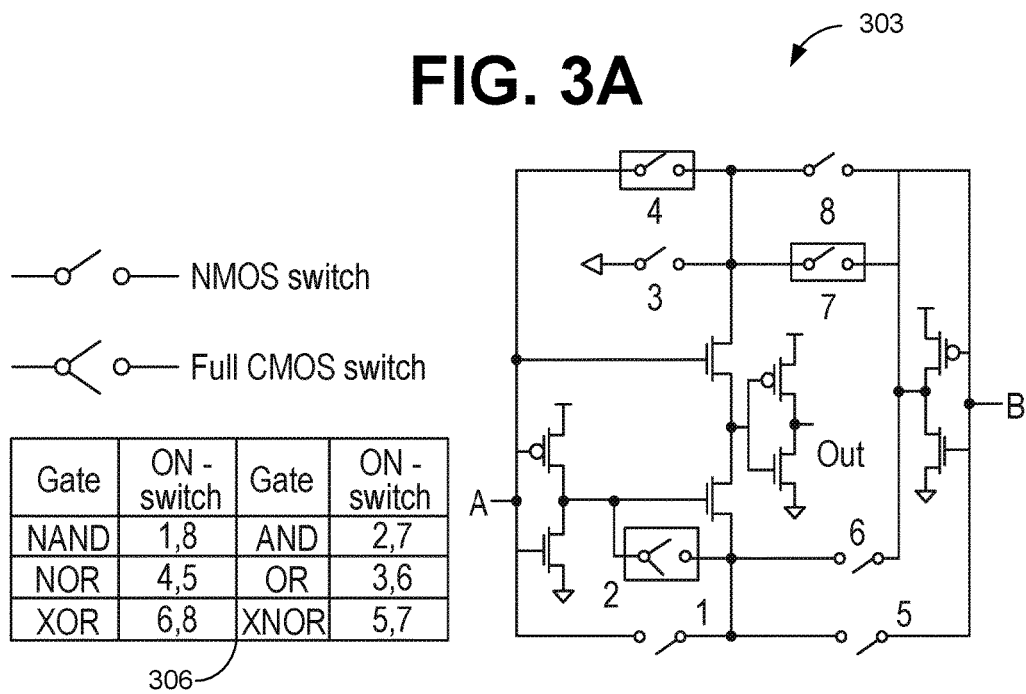 303
FIG. 3A
4
8
NMOS switch
3
7
Full CMOS switch
B
Out
Gate ON - switch Gate ON - switch
A
NAND 1,8 AND 2,7
6
NOR 4,5 OR 3,6
2
1
5
XOR 6,8 XNOR 5,7
306